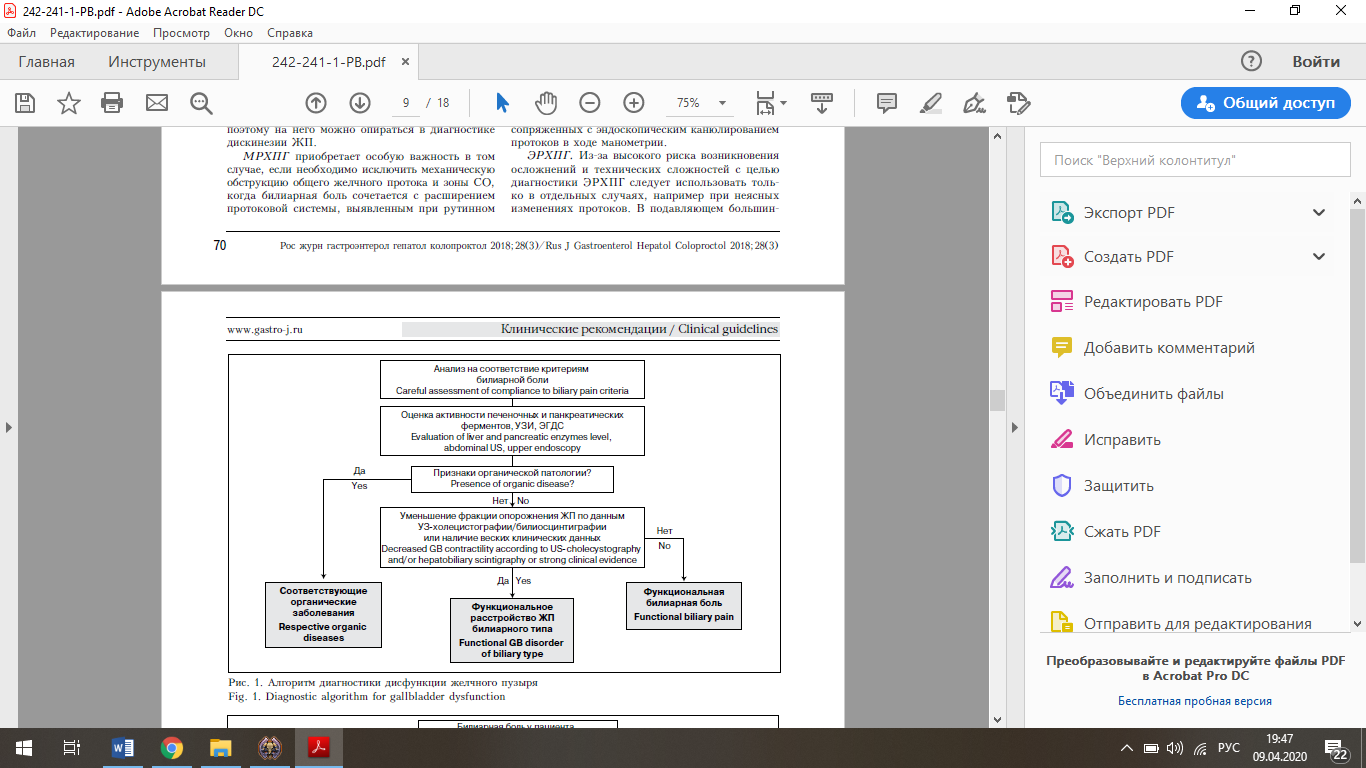 242-241-1-PB.pdf - Adobe Acrobat Reader DC
Файл Редактирование Просмотр Окно Справка
Главная Инструменты 242-241-1-PB.pdf × Войти
9 / 18 75% Общий доступ
поэтому на него можно опираться в диагностике
дискинезии ЖП.
МРХПГ приобретает особую важность в том
случае, если необходимо исключить механическую
обструкцию общего желчного протока и зоны СО,
когда билиарная боль сочетается с расширением
протоковой системы, выявленным при рутинном
сопряженных с эндоскопическим канюлированием
протоков в ходе манометрии.
ЭРХПГ. Из-за высокого риска возникновения
осложнений и технических сложностей с целью
диагностики ЭРХПГ следует использовать толь-
ко в отдельных случаях, например при неясных
изменениях протоков. В подавляющем большин-
70 Рос журн гастроэнтерол гепатол колопроктол 2018; 28(3) / Rus J Gastroenterol Hepatol Coloproctol 2018; 28(3)
www.gastro-j.ru Клинические рекомендации / Clinical guidelines
Анализ на соответствие критериям
билиарной боли
Careful assessment of compliance to biliary pain criteria
Оценка активности печеночных и панкреатических
ферментов, УЗИ, ЭГДС
Evaluation of liver and pancreatic enzymes level,
abdominal US, upper endoscopy
Признаки органической патологии?
Presence of organic disease?
Да
Yes
Нет No
Уменьшение фракции опорожнения ЖП по данным
УЗ-холецистографии/билиосцинтиграфии
или наличие веских клинических данных
Decreased GB contractility according to US- cholecystography
and/or hepatobiliary scintigraphy or strong clinical evidence
Нет
No
Да Yes
Соответствующие
органические
заболевания
Respective organic
diseases
Функциональное
расстройство ЖП
билиарного типа
Functional GB disorder
of biliary type
Функциональная
билиарная боль
Functional biliary pain
Рис. 1. Алгоритм диагностики дисфункции желчного пузыря
Fig. 1. Diagnostic algorithm for gallbladder dysfunction
Билиарная боль у пациента
Поиск "Верхний колонтитул"
Экспорт PDF
Создать PDF
Редактировать PDF
Добавить комментарий
Объединить файлы
Исправить
Защитить
Сжать PDF
Заполнить и подписать
Отправить для редактирования
Преобразовывайте и редактируйте файлы PDF
в Acrobat Pro DC
Бесплатная пробная версия
РУС
19:47
09.04.2020
22